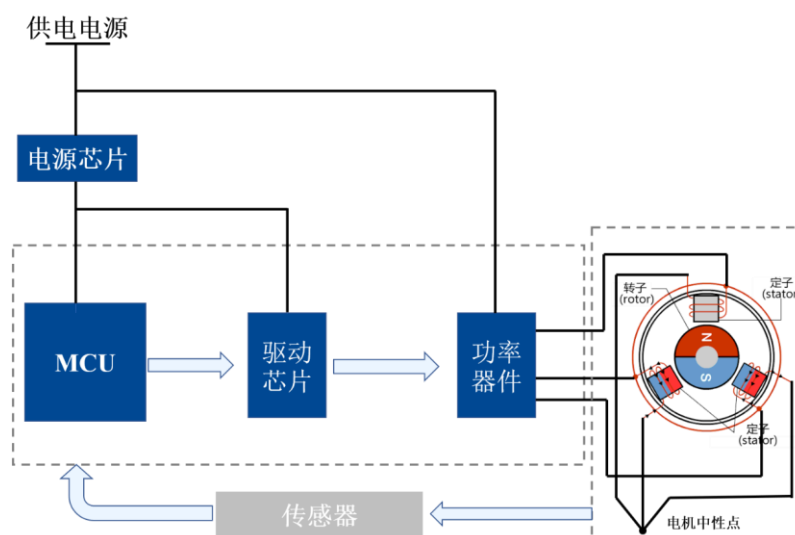 供电电源
电源芯片
MCU
驱动
芯片
功率
器件
转子
(rotor)
定子
(stator)
N
S
定子
(stator)
传感器
电机中性点